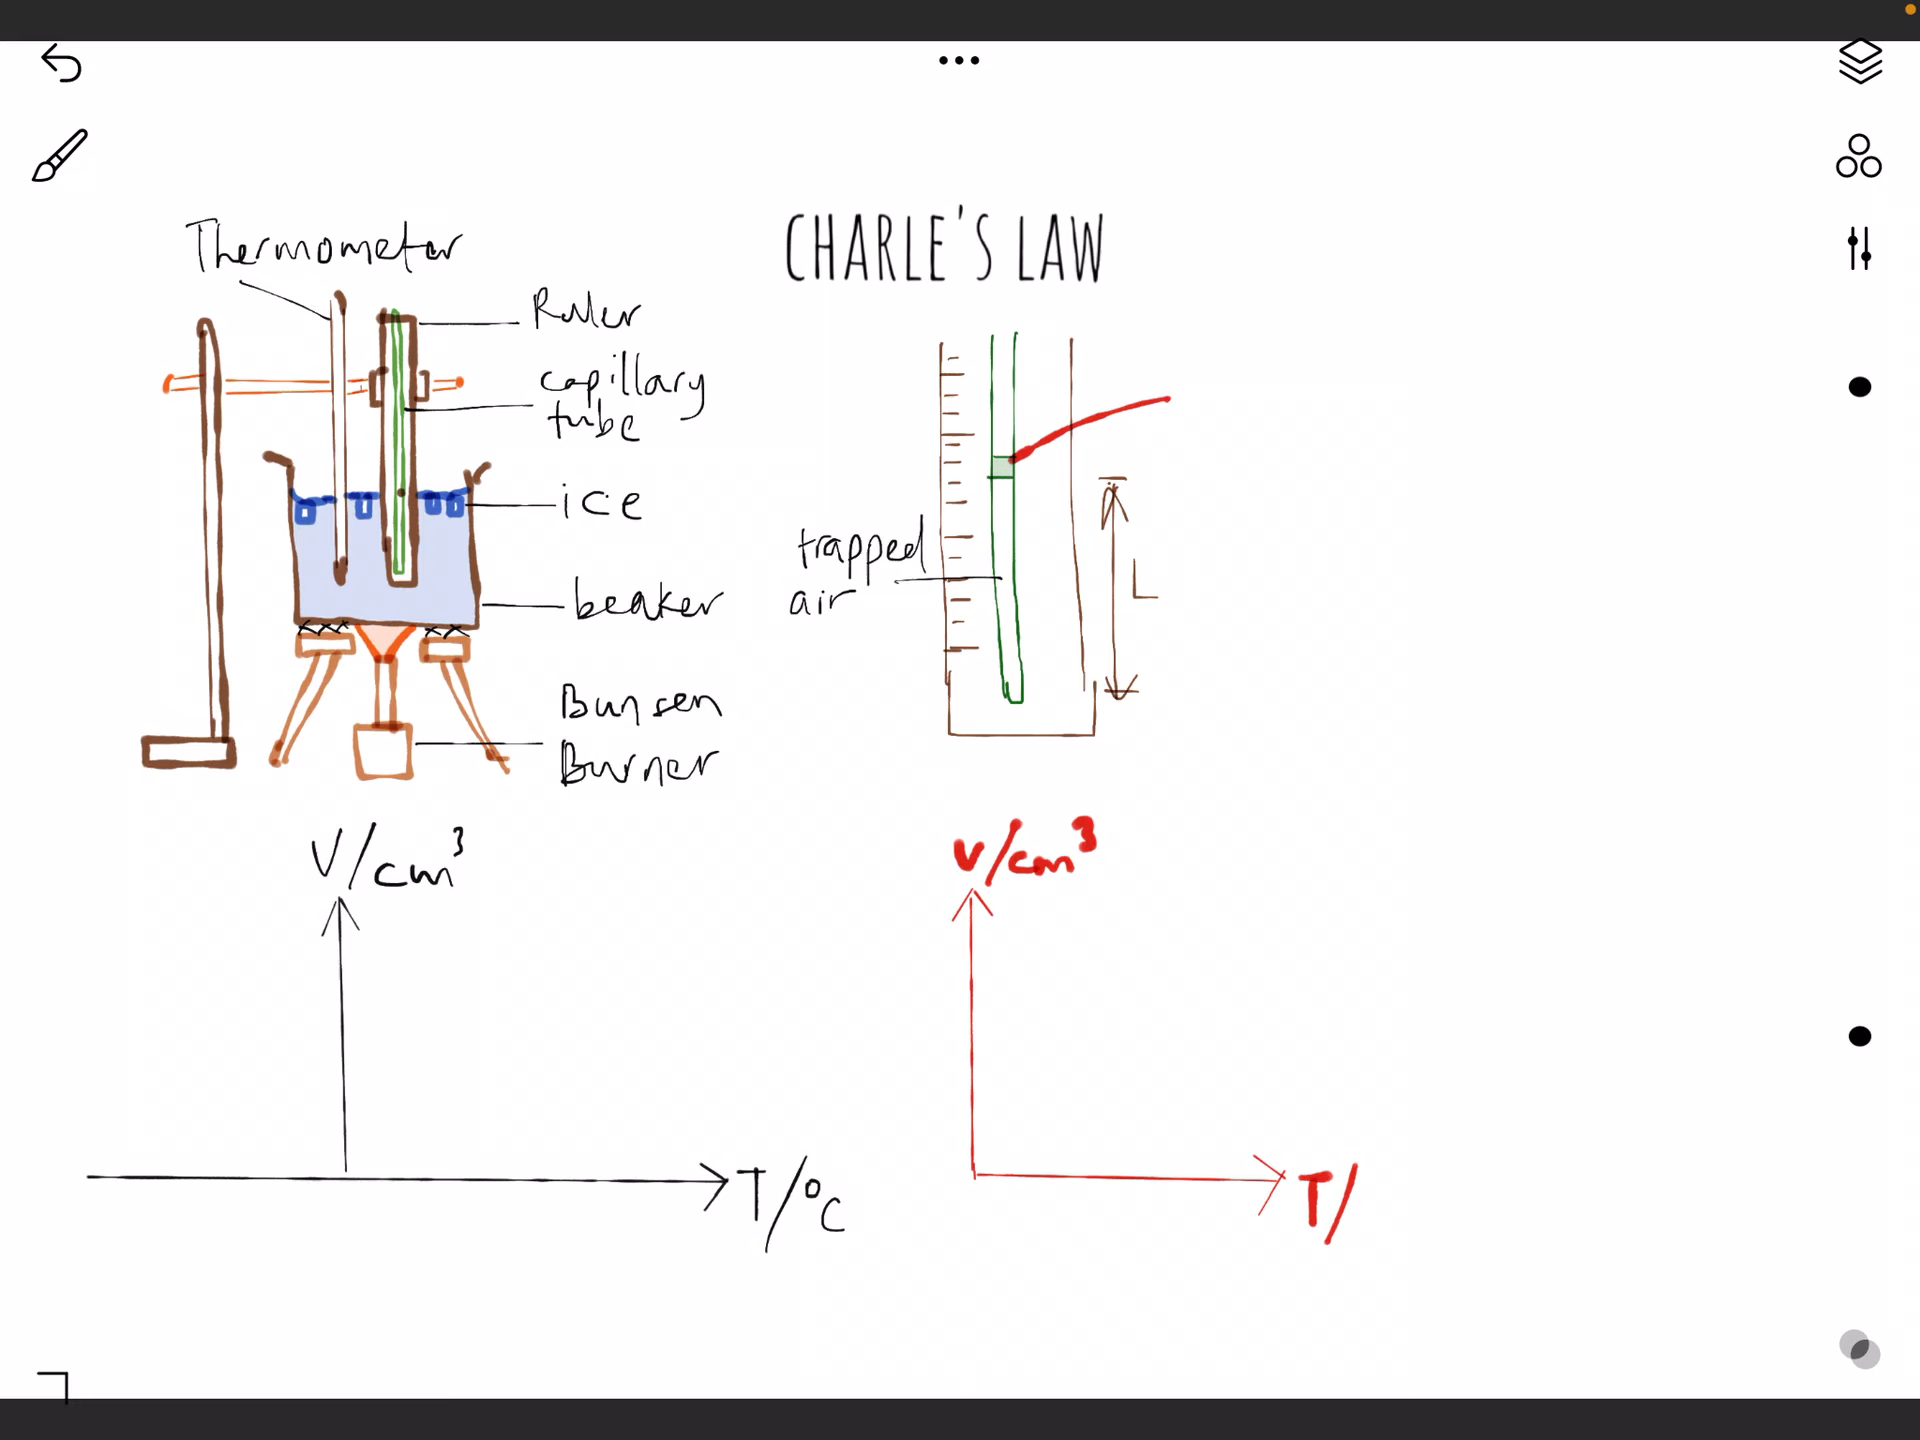 CHARLE'S LAW
Thermometer
Ruler
capillary
tube
ice
beaker
Bunsen
Burner
trapped
air
L
V/cm³
T/°C
V/cm³
T/